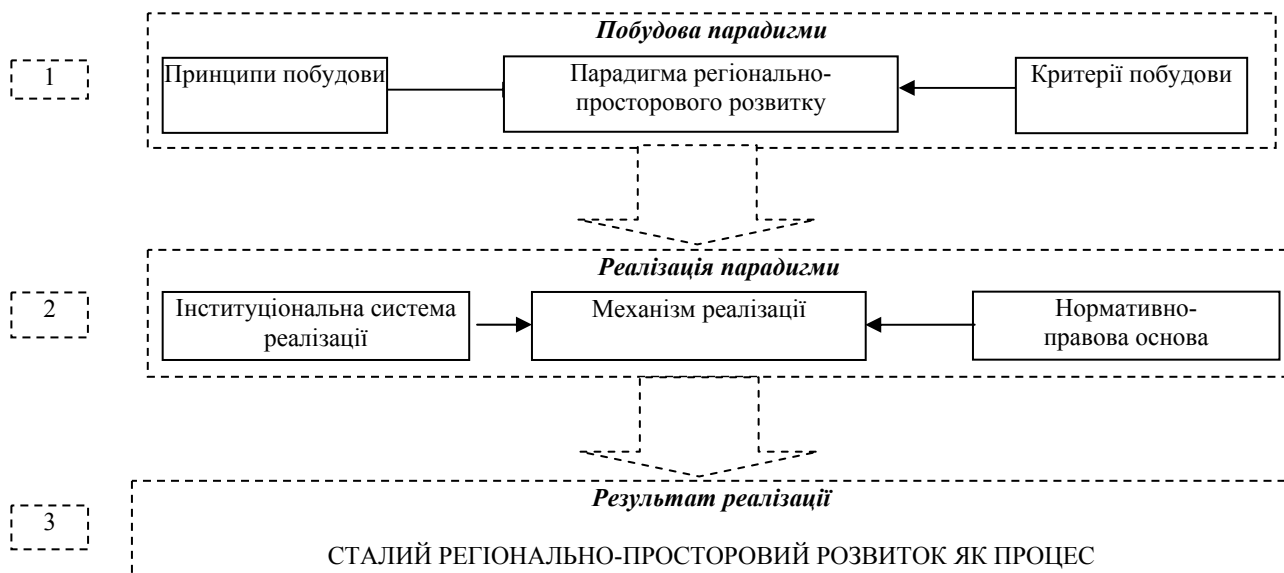 Побудова парадигми
1
Принципи побудови
Парадигма регіонально-
просторового розвитку
Критерії побудови
Реалізація парадигми
2
Інституціональна система
реалізації
Механізм реалізації
Нормативно-
правова основа
Результат реалізації
3
СТАЛИЙ РЕГІОНАЛЬНО-ПРОСТОРОВИЙ РОЗВИТОК ЯК ПРОЦЕС